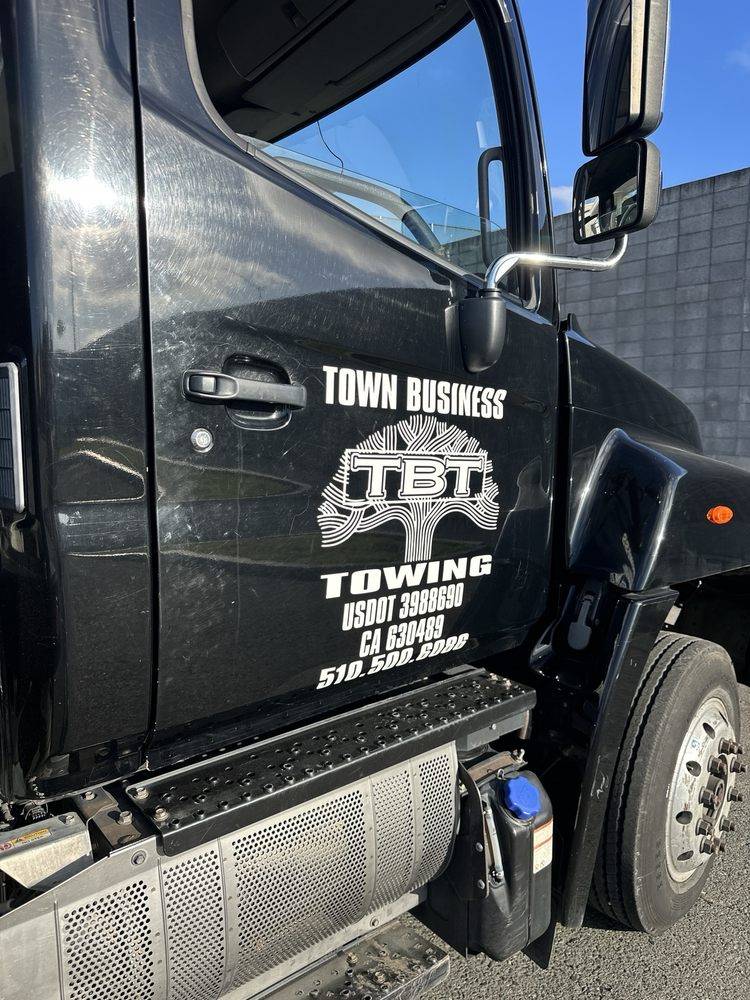 TOWN BUSINESS
TBT
TOWING
USDOT 3988690
CA 630489